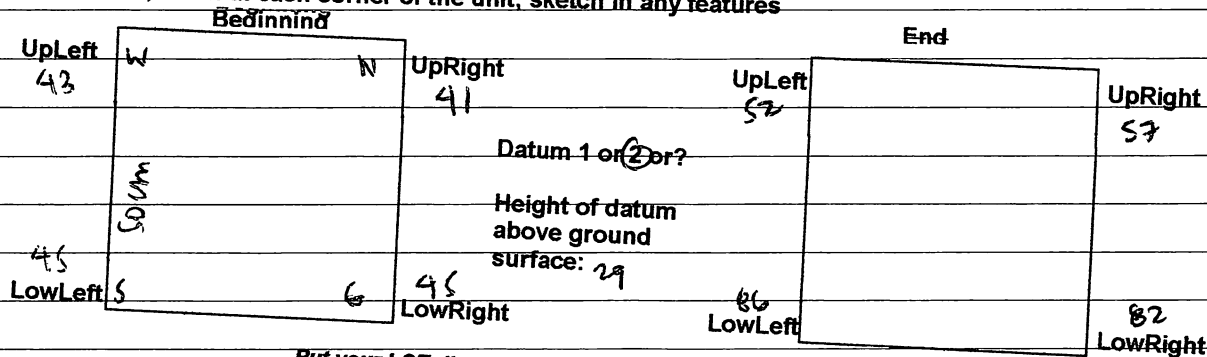 each corner of the unit, sketch in any features
Beginning
End
UpLeft
43
W
N
UpRight
41
UpLeft
52
UpRight
57
Datum 1 or 2 or?
50cm
Height of datum
above ground
surface: 29
45
LowLeft
S
E
45
LowRight
86
LowLeft
82
LowRight
Put your